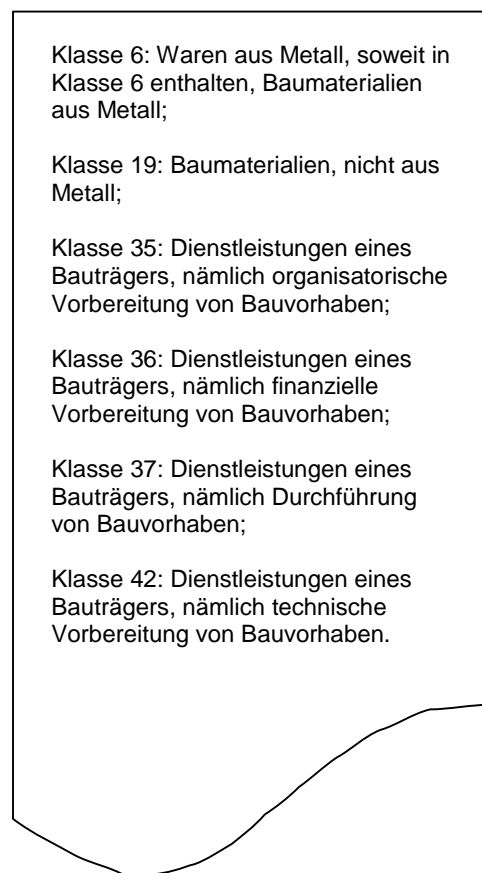 Klasse 6: Waren aus Metall, soweit in
Klasse 6 enthalten, Baumaterialien
aus Metall;
Klasse 19: Baumaterialien, nicht aus
Metall;
Klasse 35: Dienstleistungen eines
Bauträgers, nämlich organisatorische
Vorbereitung von Bauvorhaben;
Klasse 36: Dienstleistungen eines
Bauträgers, nämlich finanzielle
Vorbereitung von Bauvorhaben;
Klasse 37: Dienstleistungen eines
Bauträgers, nämlich Durchführung
von Bauvorhaben;
Klasse 42: Dienstleistungen eines
Bauträgers, nämlich technische
Vorbereitung von Bauvorhaben.